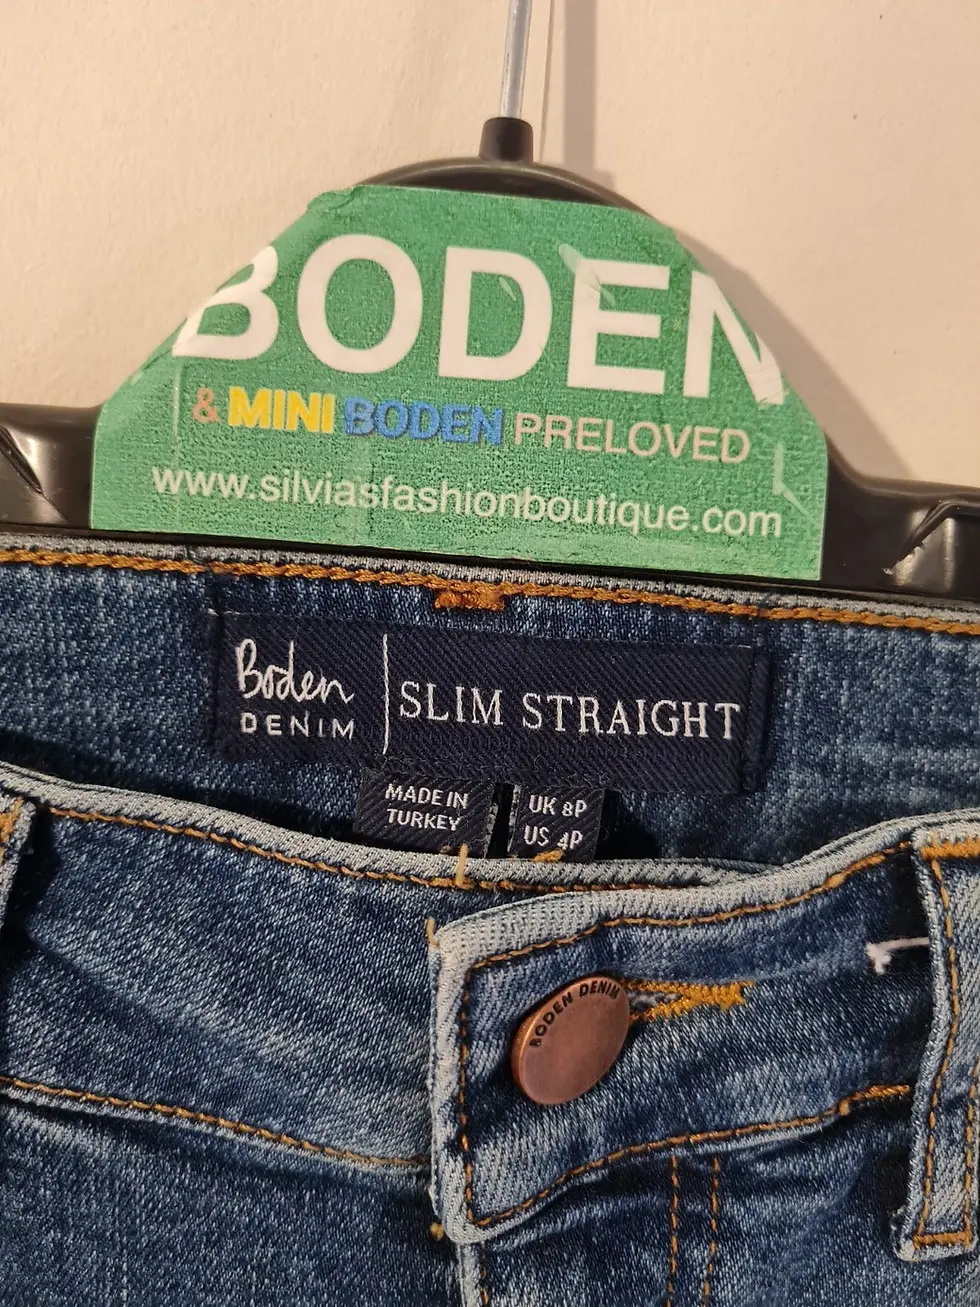 BODEN
& MINI BODEN PRELOVED
www.silviasfashionboutique.com
Boden
DENIM
SLIM STRAIGHT
MADE IN
TURKEY
UK 8P
US 4P
BODEN DENIM